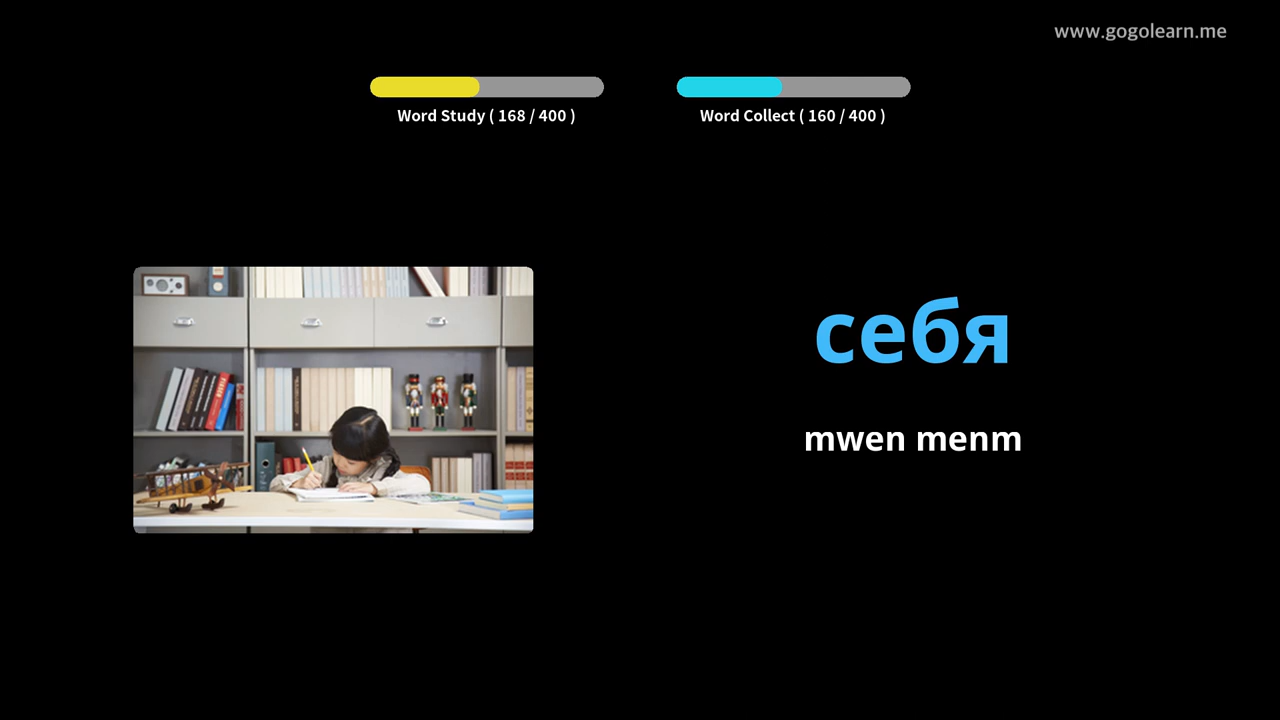 www.gogolearn.me
Word Study ( 168 / 400 )
Word Collect ( 160 / 400 )
себя
mwen menm